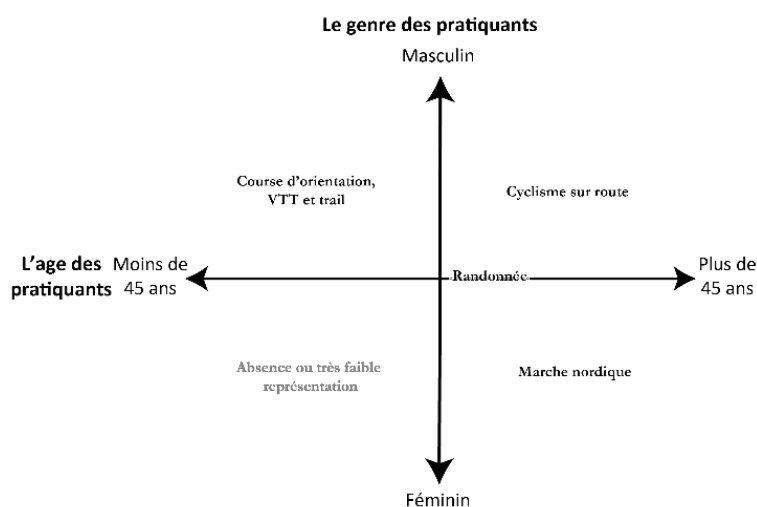 Le genre des pratiquants
Masculin
Course d'orientation,
VTT et trail
Cyclisme sur route
L'age des
pratiquants
Moins de
45 ans
Randonnée
Plus de
45 ans
Absence ou très faible
représentation
Marche nordique
Féminin